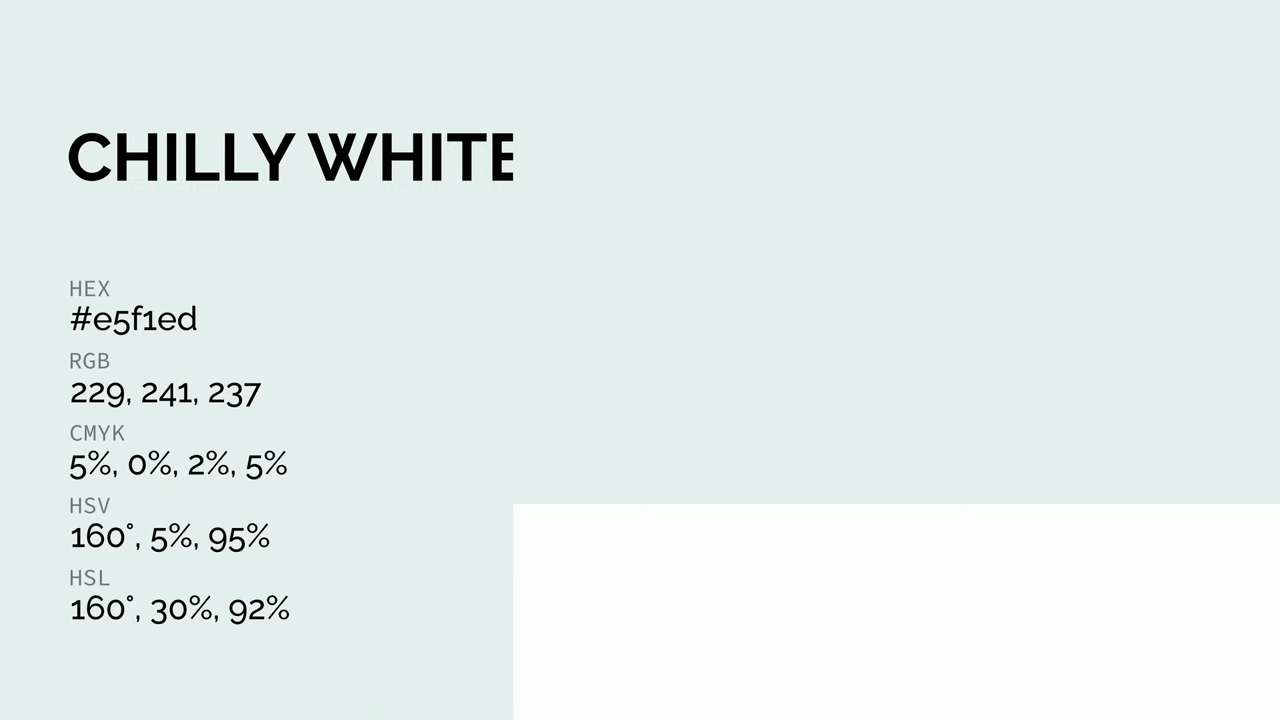 CHILLY WHITE
HEX
#e5f1ed
RGB
229, 241, 237
CMYK
5%, 0%, 2%, 5%
HSV
160°, 5%, 95%
HSL
160°, 30%, 92%